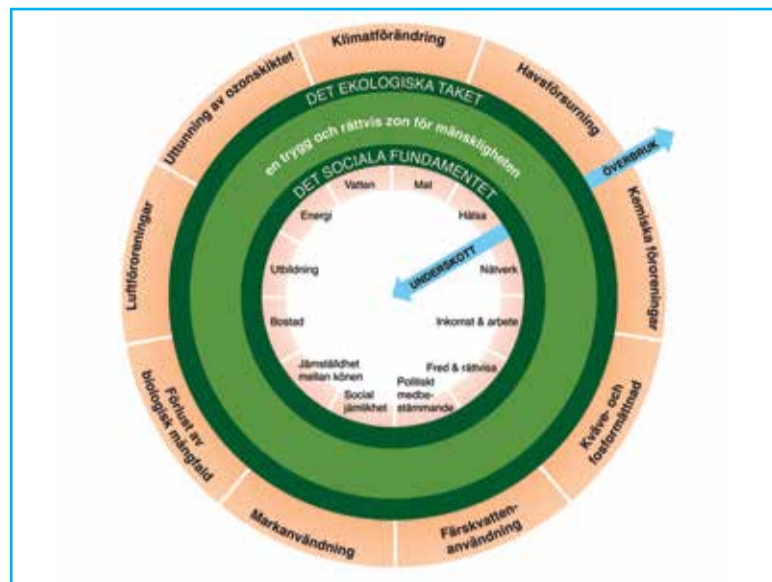 Klimatförändring
Havsförsurning
Kemiska föroreningar
Kväve- och
fosformättnad
Färskvatten-
användning
Markanvändning
Förlust av
biologisk mångfald
Luftföroreningar
Uttunning av ozonskiktet
DET EKOLOGISKA TAKET
en trygg och rättvis zon för mänskligheten
DET SOCIALA FUNDAMENTET
ÖVERBRUK
UNDERSKOTT
Vatten
Mat
Hälsa
Nätverk
Inkomst & arbete
Fred & rättvisa
Politiskt
medbe-
stämmande
Social
jämlikhet
Jämställdhet
mellan könen
Bostad
Utbildning
Energi